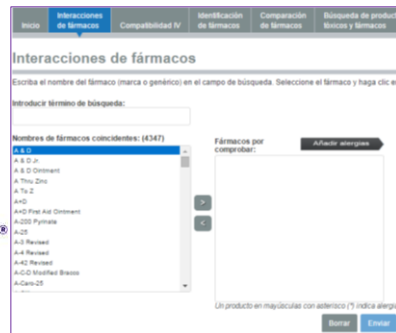 Inicio
Interacciones de fármacos
Compatibilidad IV
Identificación de fármacos
Comparación de fármacos
Búsqueda de product
tóxicos y fármacos
Interacciones de fármacos
Escriba el nombre del fármaco (marca o genérico) en el campo de búsqueda. Seleccione el fármaco y haga clic en
Introducir término de búsqueda:
Nombres de fármacos coincidentes: (4347)
A & D
A & D Jr.
A & D Ointment
A Thru Zinc
A To Z
A+D
A+D First Aid Ointment
A-200 Pyrinate
A-25
A-3 Revised
A-4 Revised
A-42 Revised
A-C-D Modified Bracco
A-Caro-25
>
<
Fármacos por comprobar:
Añadir alergias
Un producto en mayúsculas con asterisco (*) indica alergia
Borrar
Enviar